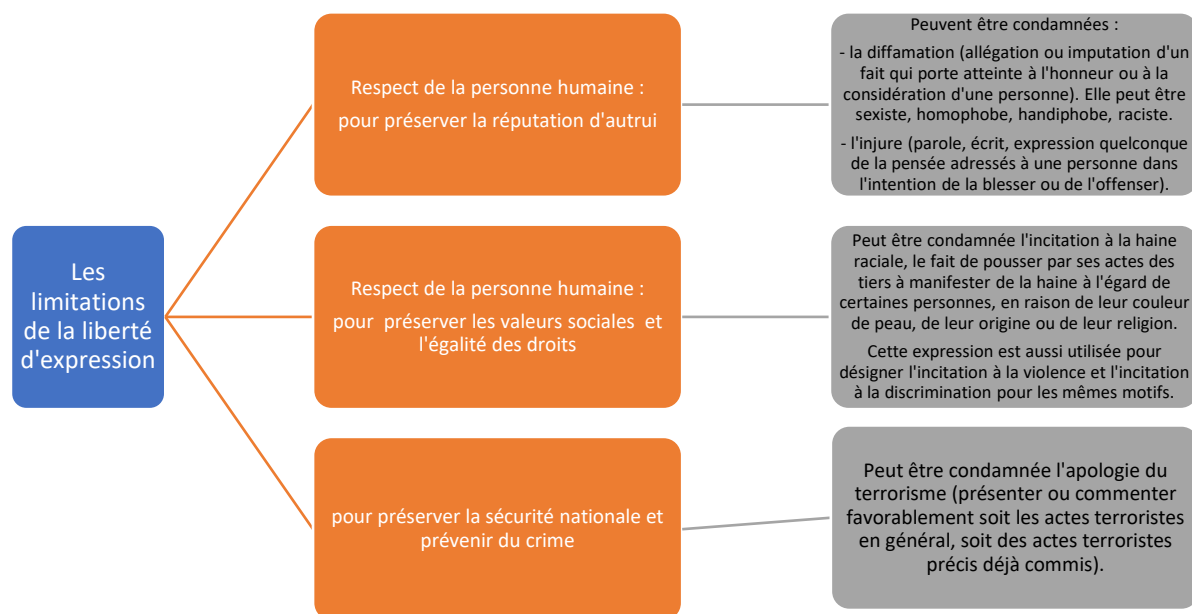 Les
limitations
de la liberté
d'expression
Respect de la personne humaine :
pour préserver la réputation d'autrui
Peuvent être condamnées :
- la diffamation (allégation ou imputation d'un
fait qui porte atteinte à l'honneur ou à la
considération d'une personne). Elle peut être
sexiste, homophobe, handiphobe, raciste.
- l'injure (parole, écrit, expression quelconque
de la pensée adressés à une personne dans
l'intention de la blesser ou de l'offenser).
Respect de la personne humaine :
pour  préserver les valeurs sociales  et
l'égalité des droits
Peut être condamnée l'incitation à la haine
raciale, le fait de pousser par ses actes des
tiers à manifester de la haine à l'égard de
certaines personnes, en raison de leur couleur
de peau, de leur origine ou de leur religion.
Cette expression est aussi utilisée pour
désigner l'incitation à la violence et l'incitation
à la discrimination pour les mêmes motifs.
pour préserver la sécurité nationale et
prévenir du crime
Peut être condamnée l'apologie du
terrorisme (présenter ou commenter
favorablement soit les actes terroristes
en général, soit des actes terroristes
précis déjà commis).